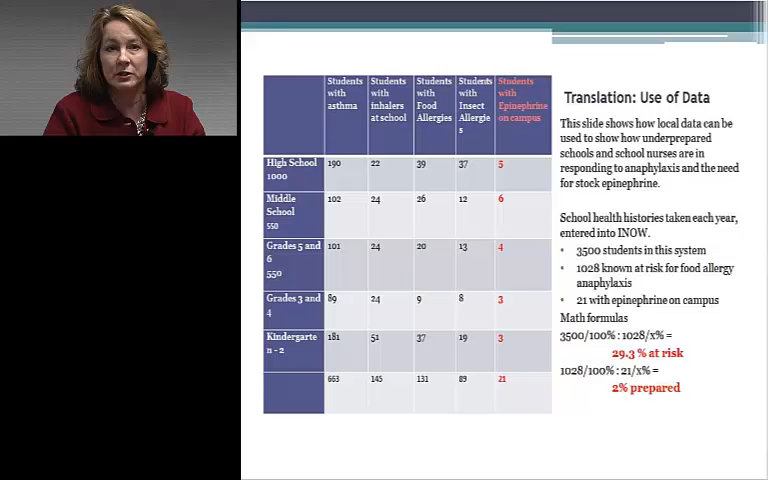 Students with asthma
Students with inhalers at school
Students with Food Allergies
Students with Insect Allergie s
Students with Epinephrine on campus
High School 1000
190
22
39
37
5
Middle School 550
102
24
26
12
6
Grades 5 and 6 550
101
24
20
13
4
Grades 3 and 4
89
24
9
8
3
Kindergarte n - 2
181
51
37
19
3
663
145
131
89
21
Translation: Use of Data
This slide shows how local data can be
used to show how underprepared
schools and school nurses are in
responding to anaphylaxis and the need
for stock epinephrine.
School health histories taken each year,
entered into INOW.
• 3500 students in this system
• 1028 known at risk for food allergy
anaphylaxis
• 21 with epinephrine on campus
Math formulas
3500/100% : 1028/x% =
29.3 % at risk
1028/100% : 21/x% =
2% prepared